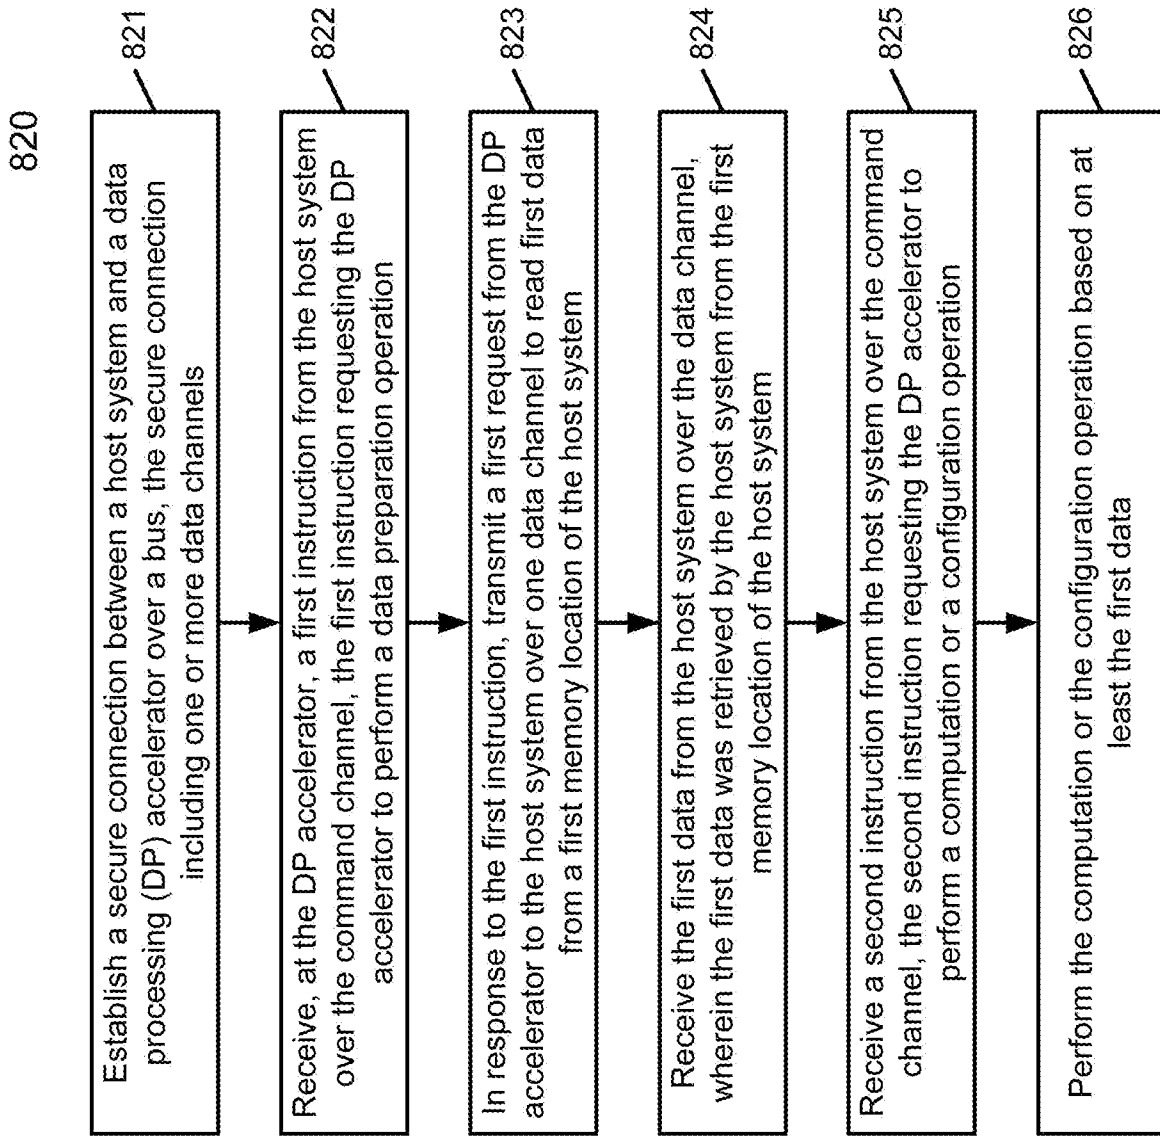 820
Establish a secure connection between a host system and a data
processing (DP) accelerator over a bus, the secure connection
including one or more data channels
821
Receive, at the DP accelerator, a first instruction from the host system
over the command channel, the first instruction requesting the DP
accelerator to perform a data preparation operation
822
In response to the first instruction, transmit a first request from the DP
accelerator to the host system over one data channel to read first data
from a first memory location of the host system
823
Receive the first data from the host system over the data channel,
wherein the first data was retrieved by the host system from the first
memory location of the host system
824
Receive a second instruction from the host system over the command
channel, the second instruction requesting the DP accelerator to
perform a computation or a configuration operation
825
Perform the computation or the configuration operation based on at
least the first data
826